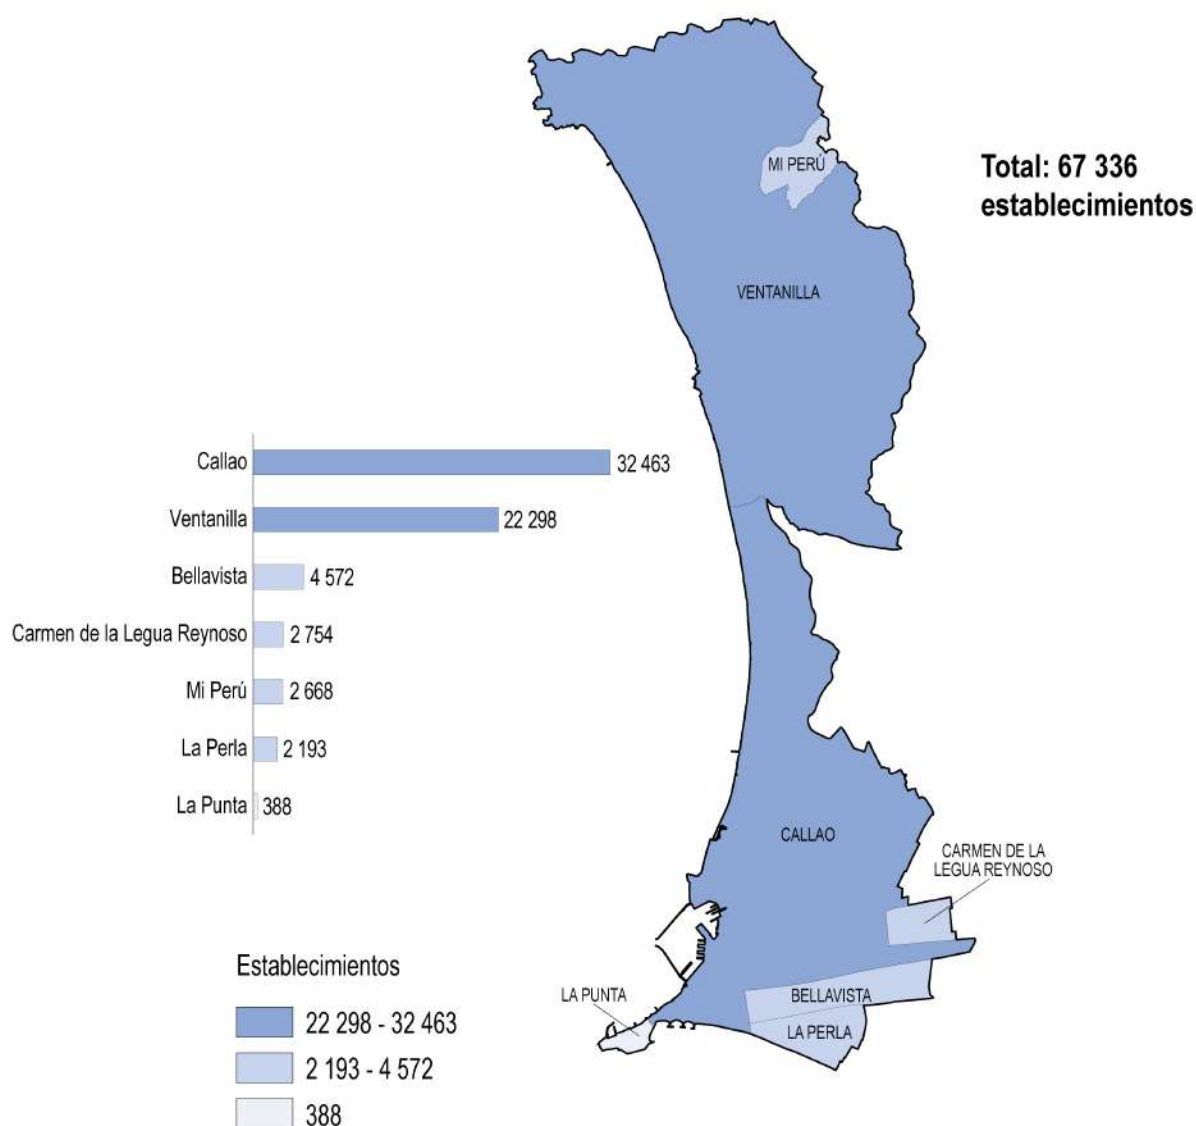 Total: 67 336
establecimientos
MI PERÚ
VENTANILLA
Callao 32 463
Ventanilla 22 298
Bellavista 4 572
Carmen de la Legua Reynoso 2 754
Mi Perú 2 668
La Perla 2 193
La Punta 388
CALLAO
CARMEN DE LA
LEGUA REYNOSO
LA PUNTA
BELLAVISTA
LA PERLA
Establecimientos
22 298 - 32 463
2 193 - 4 572
388